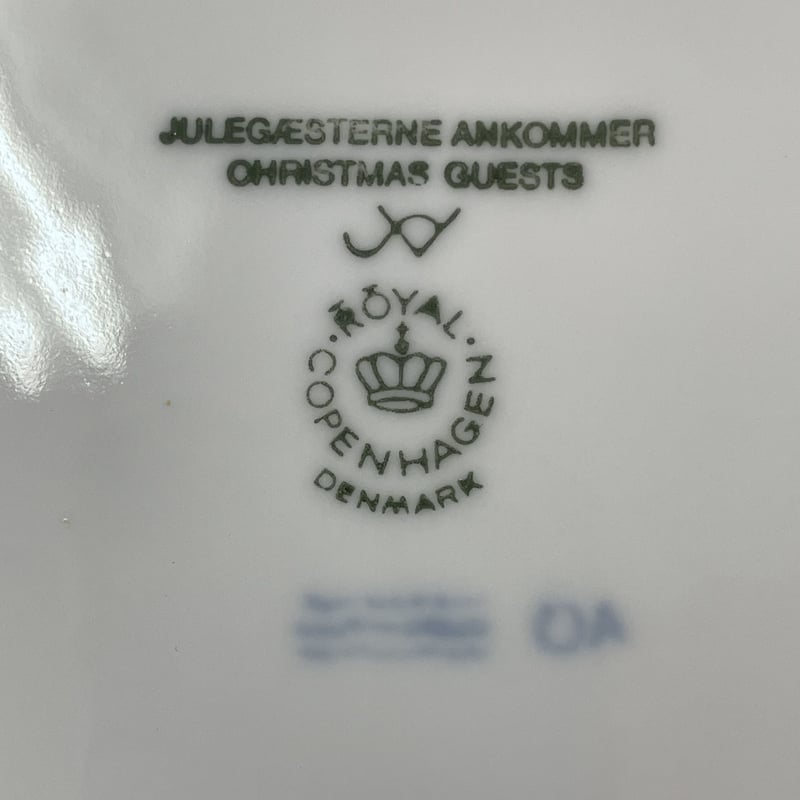 JULEGÆSTERNE ANKOMMER
CHRISTMAS GUESTS
ROYAL
COPENHAGEN
DENMARK